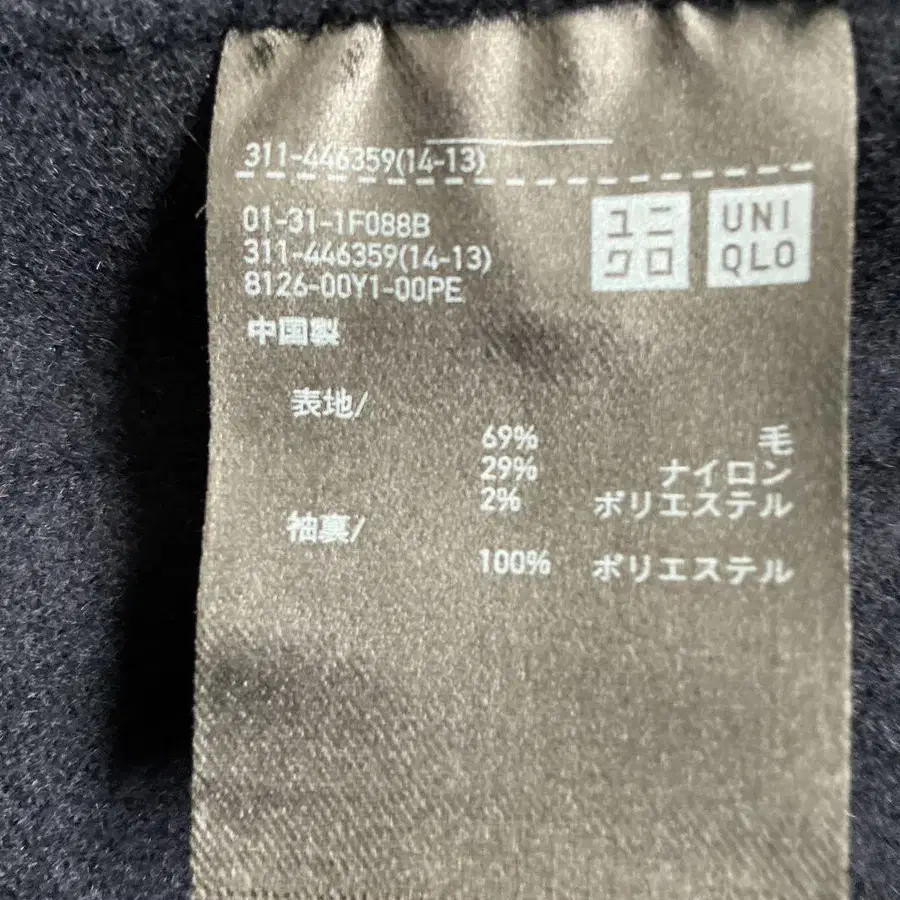 311-446359(14-13)
01-31-1F088B
311-446359(14-13)
8126-00Y1-00PE
中国製
ユニ
クロ
UNI
QLO
表地/
69% 毛
29% ナイロン
2% ポリエステル
袖裏/
100% ポリエステル